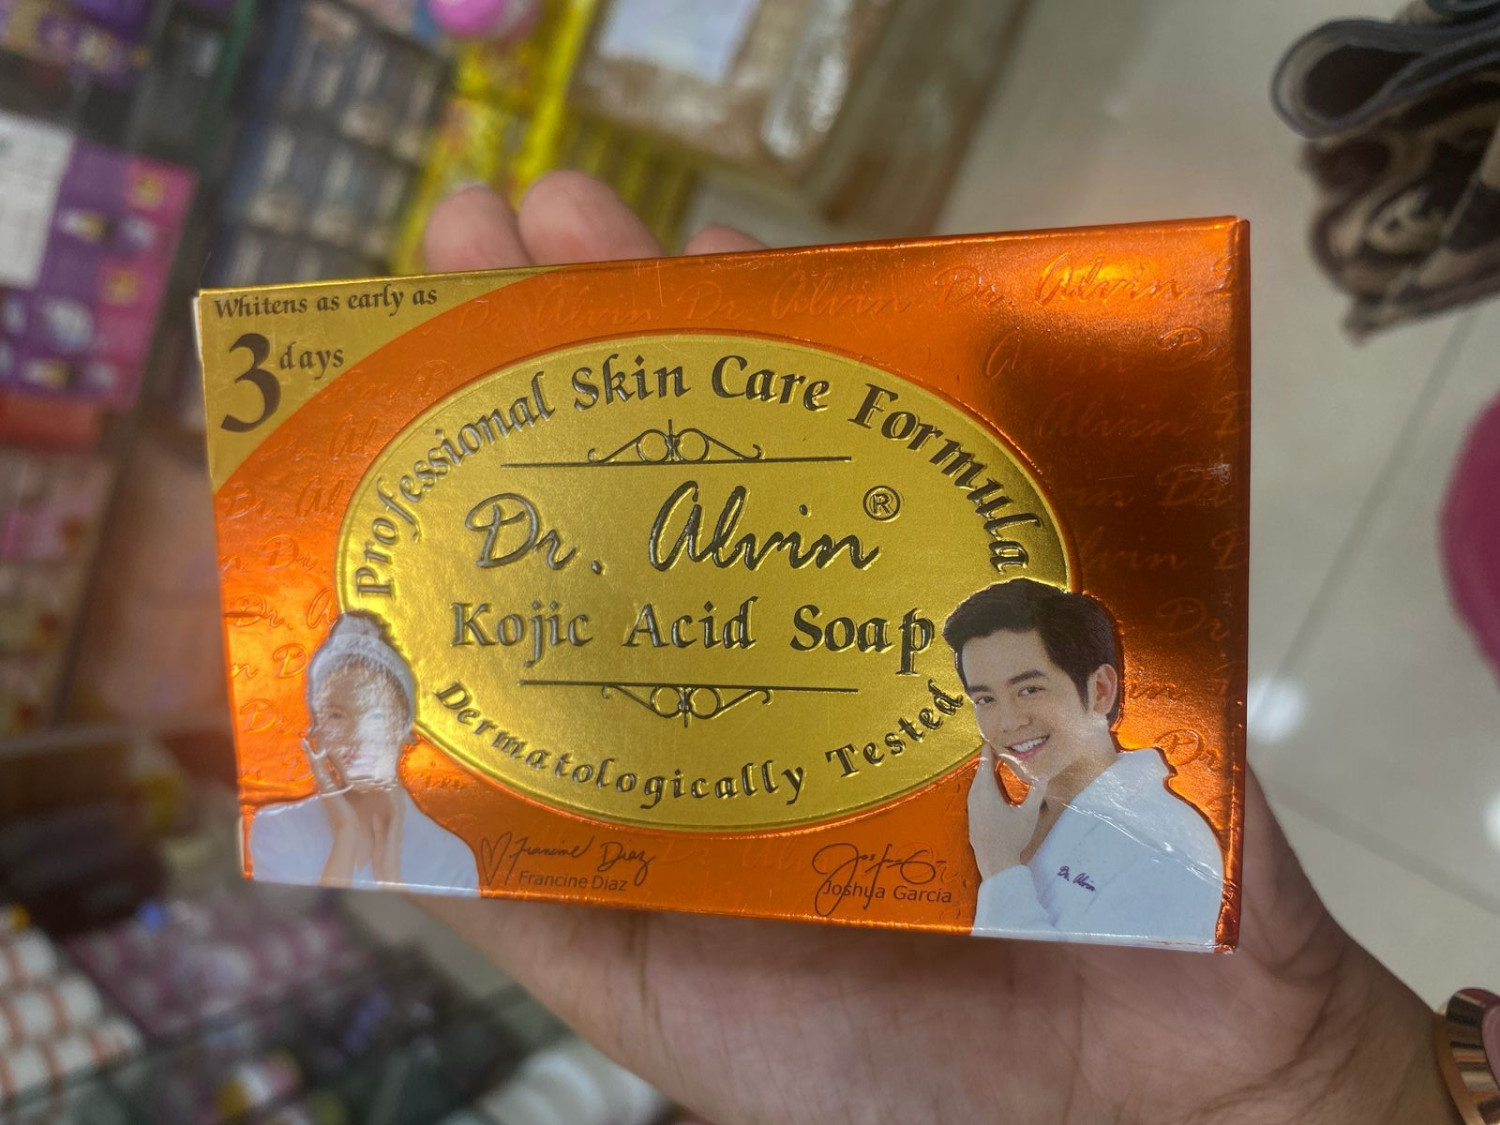 Whitens as early as
3 days
Professional Skin Care Formula
Dr. Alvin®
Kojic Acid Soap
Dermatologically Tested
Francine Diaz
Francine Diaz
Joshua Garcia
Dr. Alvin